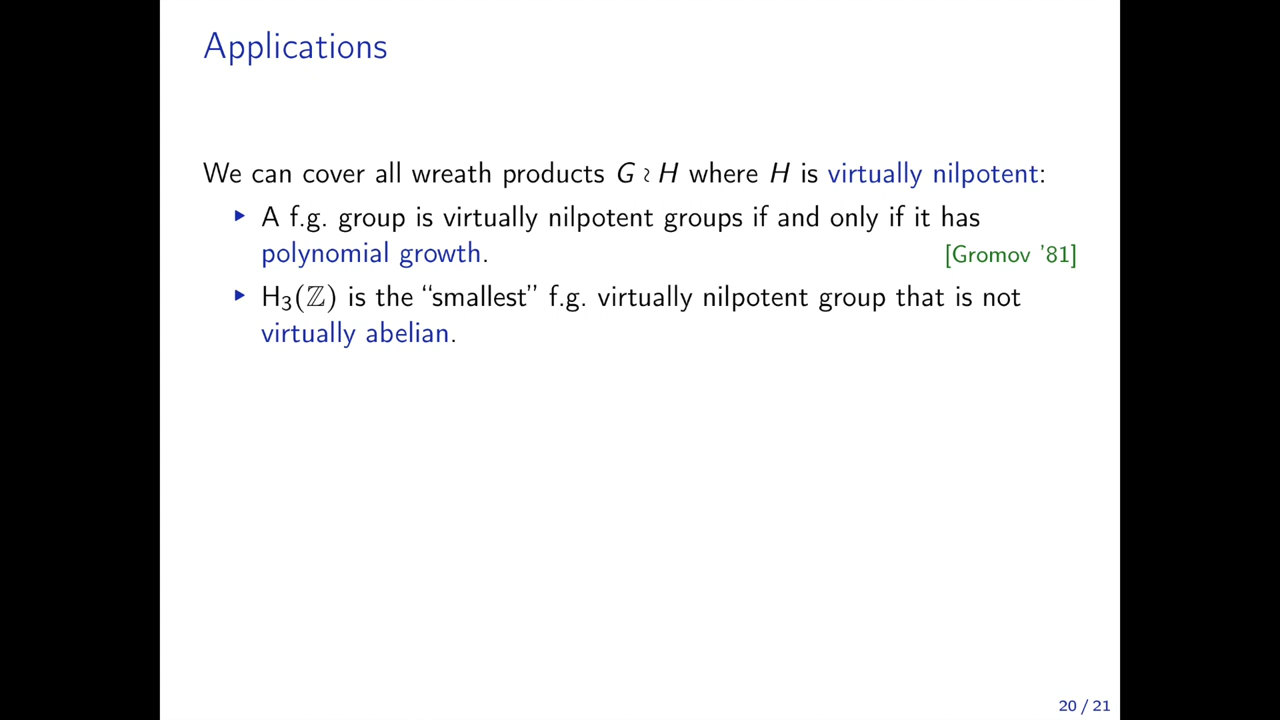 Applications
We can cover all wreath products G ≀ H where H is virtually nilpotent:
▶ A f.g. group is virtually nilpotent groups if and only if it has
polynomial growth. [Gromov '81]
▶ H₃(ℤ) is the “smallest” f.g. virtually nilpotent group that is not
virtually abelian.
20 / 21